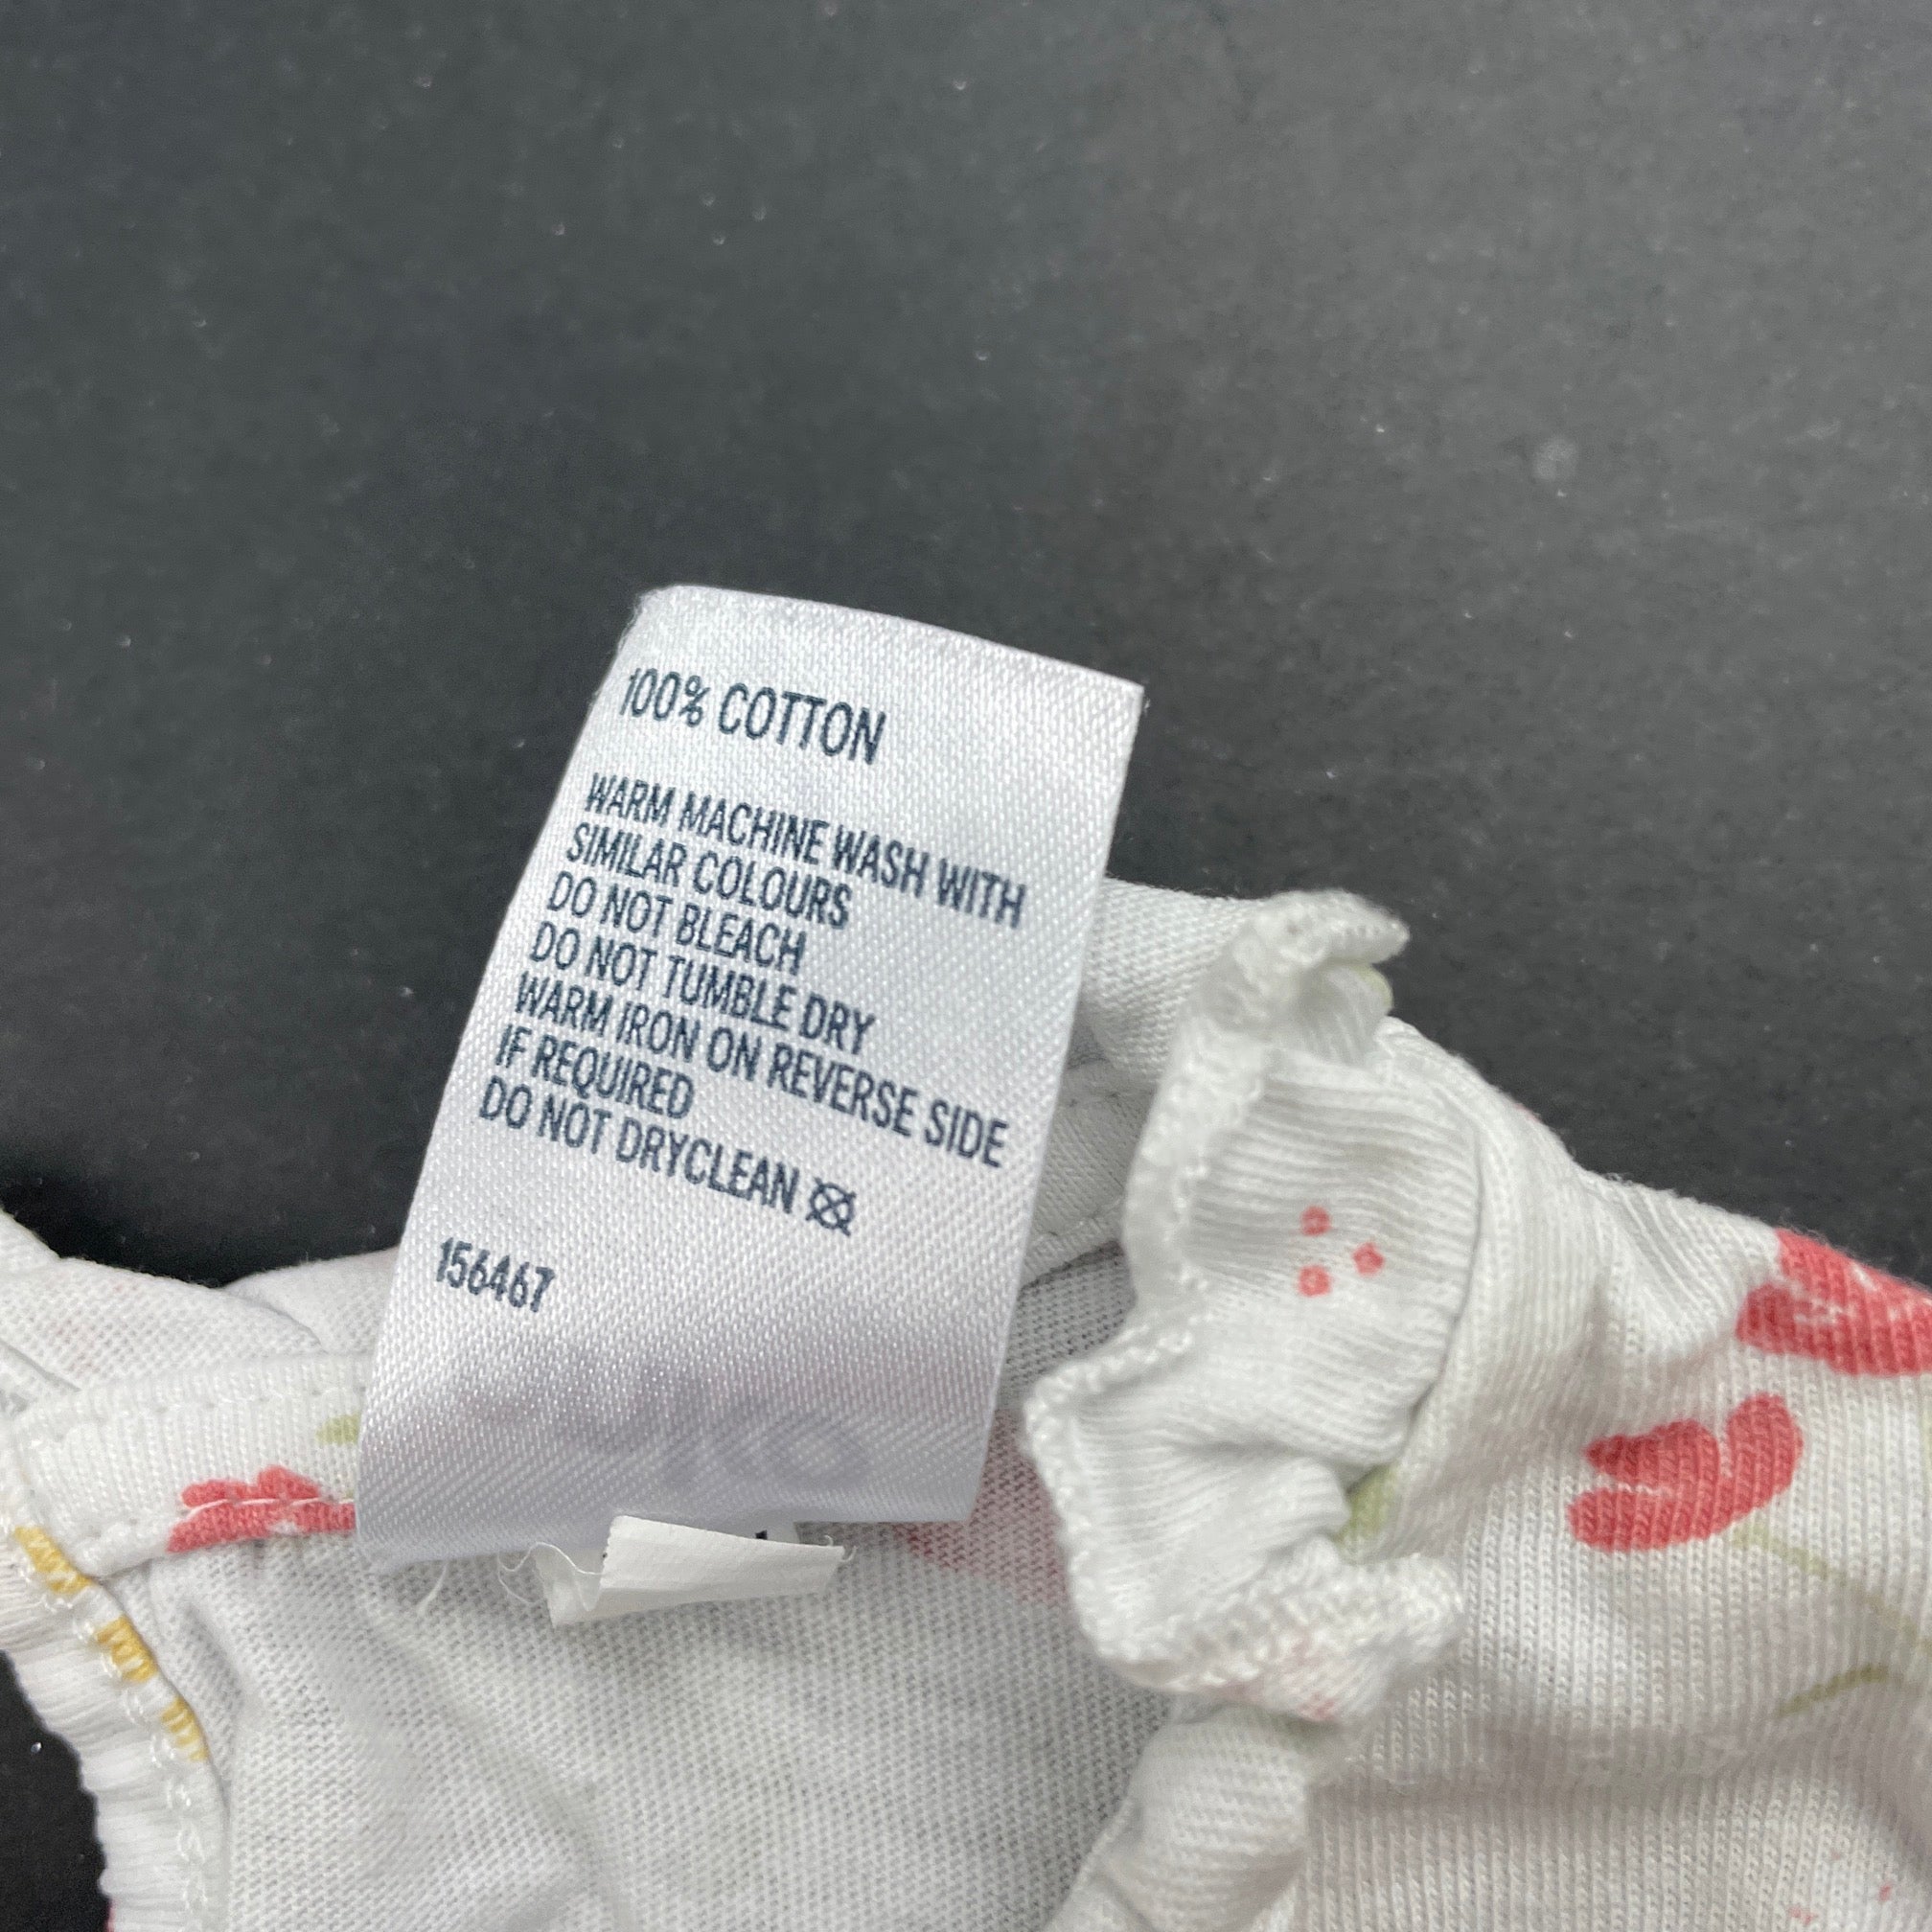 100% COTTON
WARM MACHINE WASH WITH
SIMILAR COLOURS
DO NOT BLEACH
DO NOT TUMBLE DRY
WARM IRON ON REVERSE SIDE
IF REQUIRED
DO NOT DRYCLEAN
156467